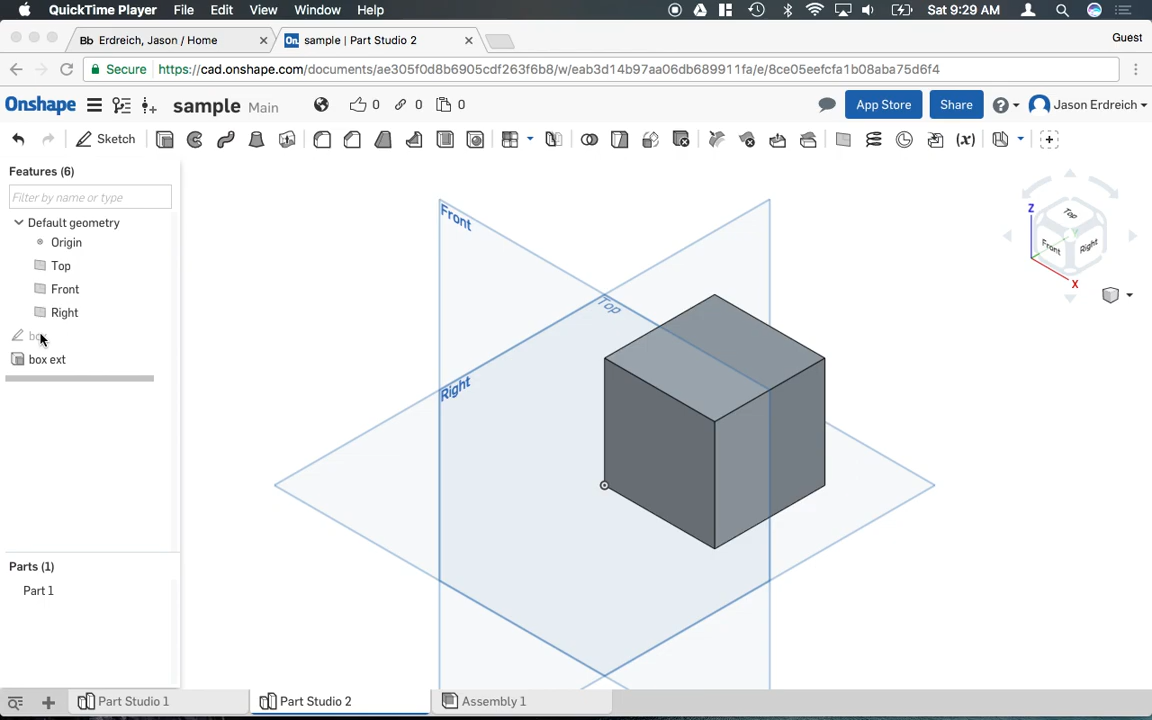 QuickTime Player File Edit View Window Help Sat 9:29 AM
Bb Erdreich, Jason / Home On. sample | Part Studio 2 Guest
Secure https://cad.onshape.com/documents/ae305f0d8b6905cdf263f6b8/w/eab3d14b97aa06db689911fa/e/8ce05eefcfa1b08aba75d6f4
Onshape sample Main 0 0 0 App Store Share Jason Erdreich
Sketch (x)
Features (6)
Filter by name or type
Default geometry
Origin
Top
Front
Right
box ext
Parts (1)
Part 1
Front
Top
Right
Z
Top
Front Right
X
Part Studio 1 Part Studio 2 Assembly 1